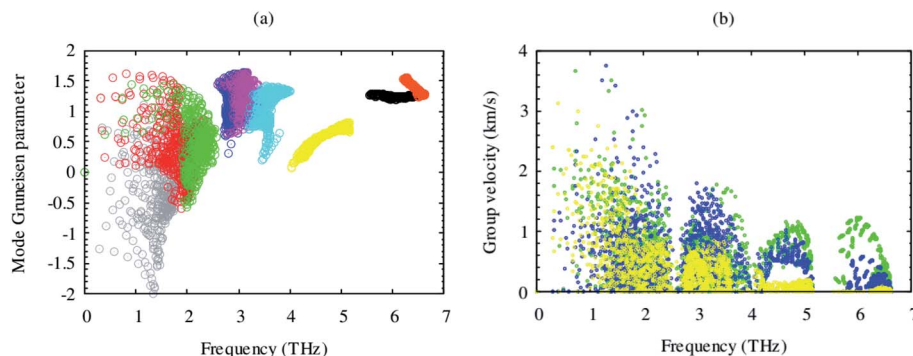 (a)
2
1.5
1
0.5
0
-0.5
-1
-1.5
-2
0 1 2 3 4 5 6 7
Mode Gruneisen parameter
Frequency (THz)
(b)
4
3
2
1
0
0 1 2 3 4 5 6 7
Group velocity (km/s)
Frequency (THz)